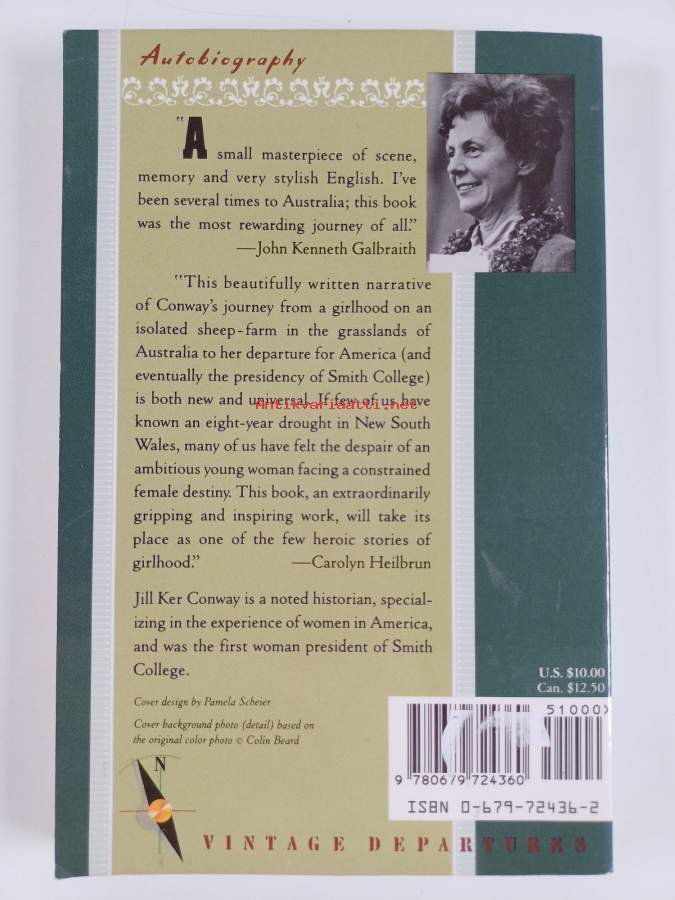 Autobiography
“A small masterpiece of scene,
memory and very stylish English. I’ve
been several times to Australia; this book
was the most rewarding journey of all.”
—John Kenneth Galbraith
“This beautifully written narrative
of Conway’s journey from a girlhood on an
isolated sheep-farm in the grasslands of
Australia to her departure for America (and
eventually the presidency of Smith College)
is both new and universal. If few of us have
Antikvariaatti.net
known an eight-year drought in New South
Wales, many of us have felt the despair of an
ambitious young woman facing a constrained
female destiny. This book, an extraordinarily
gripping and inspiring work, will take its
place as one of the few heroic stories of
girlhood.” —Carolyn Heilbrun
Jill Ker Conway is a noted historian, special-
izing in the experience of women in America,
and was the first woman president of Smith
College.
Cover design by Pamela Scheier
Cover background photo (detail) based on
the original color photo © Colin Beard
U.S. $10.00
Can. $12.50
51000
9 780679 724360
ISBN 0-679-72436-2
N
VINTAGE DEPARTURES